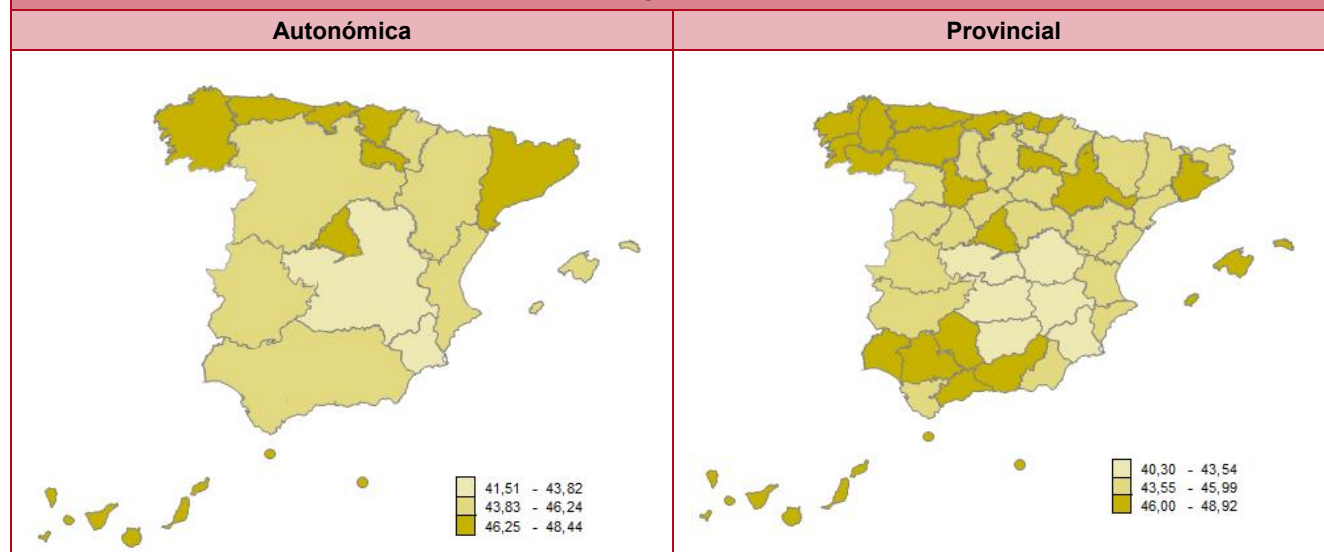 Autonómica
Provincial
41,51 - 43,82
43,83 - 46,24
46,25 - 48,44
40,30 - 43,54
43,55 - 45,99
46,00 - 48,92